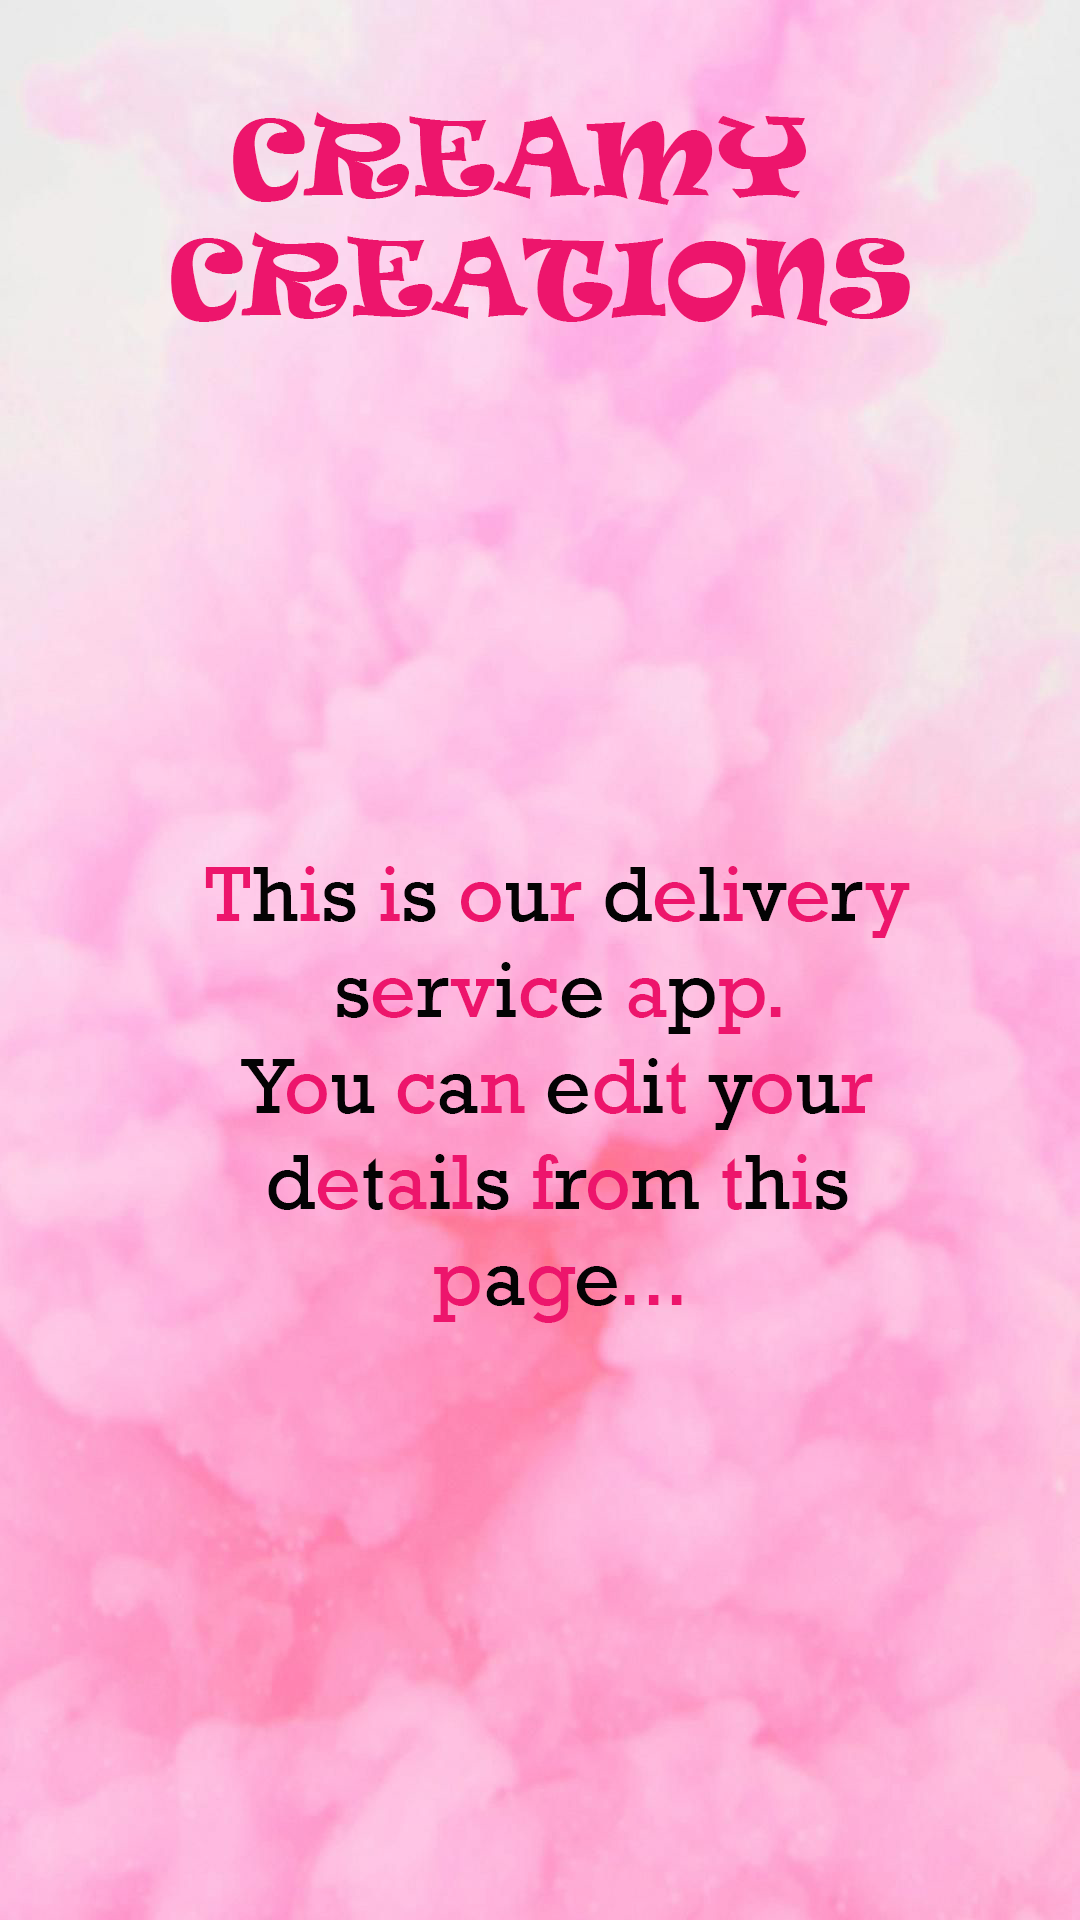 CREAMY
CREATIONS
This is our delivery
service app.
You can edit your
details from this
page...